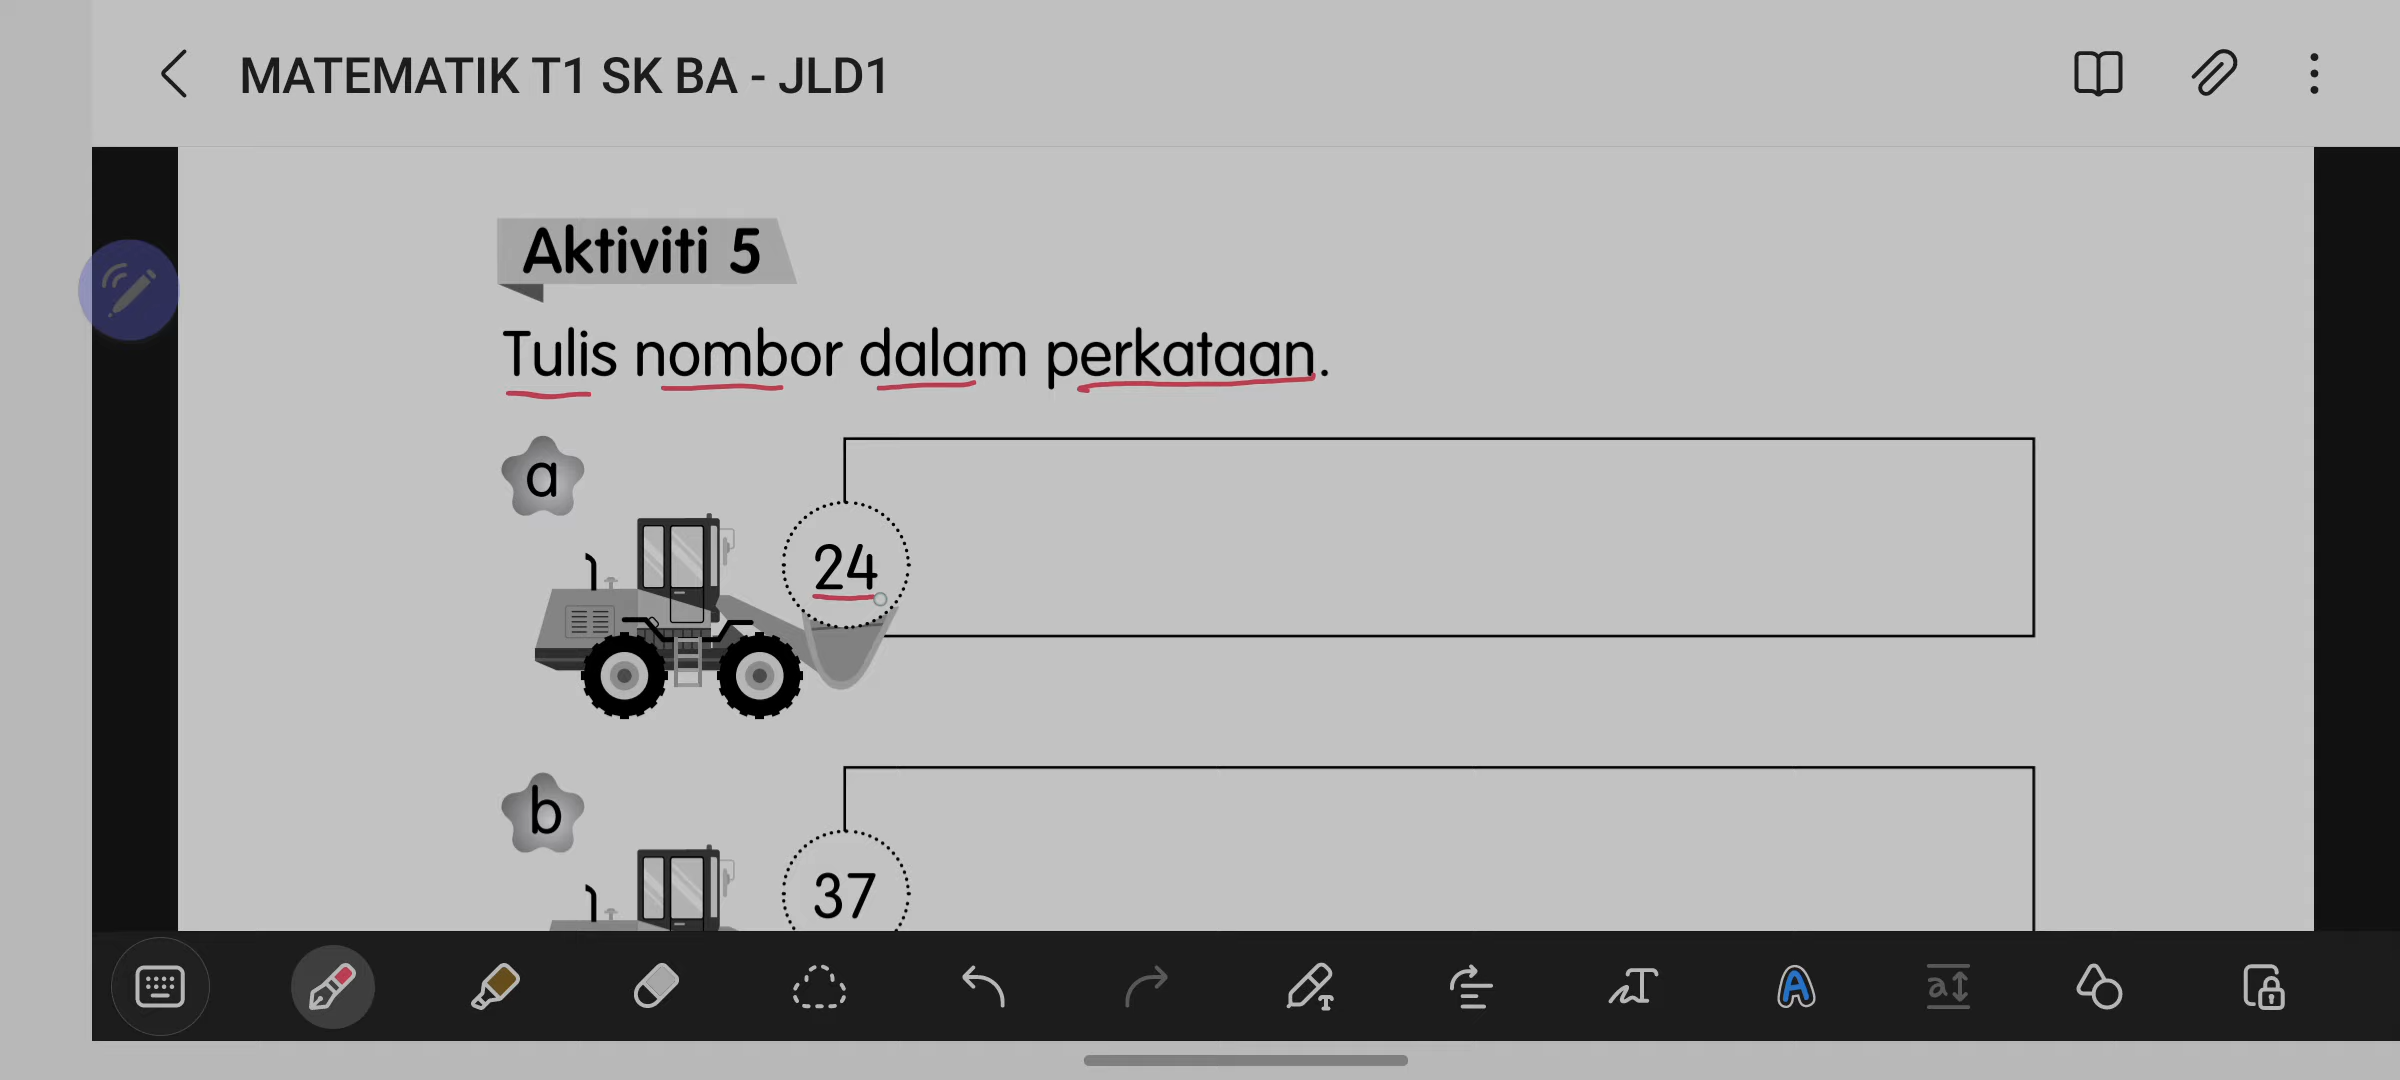 MATEMATIK T1 SK BA - JLD1
Aktiviti 5
Tulis nombor dalam perkataan.
a
24
b
37